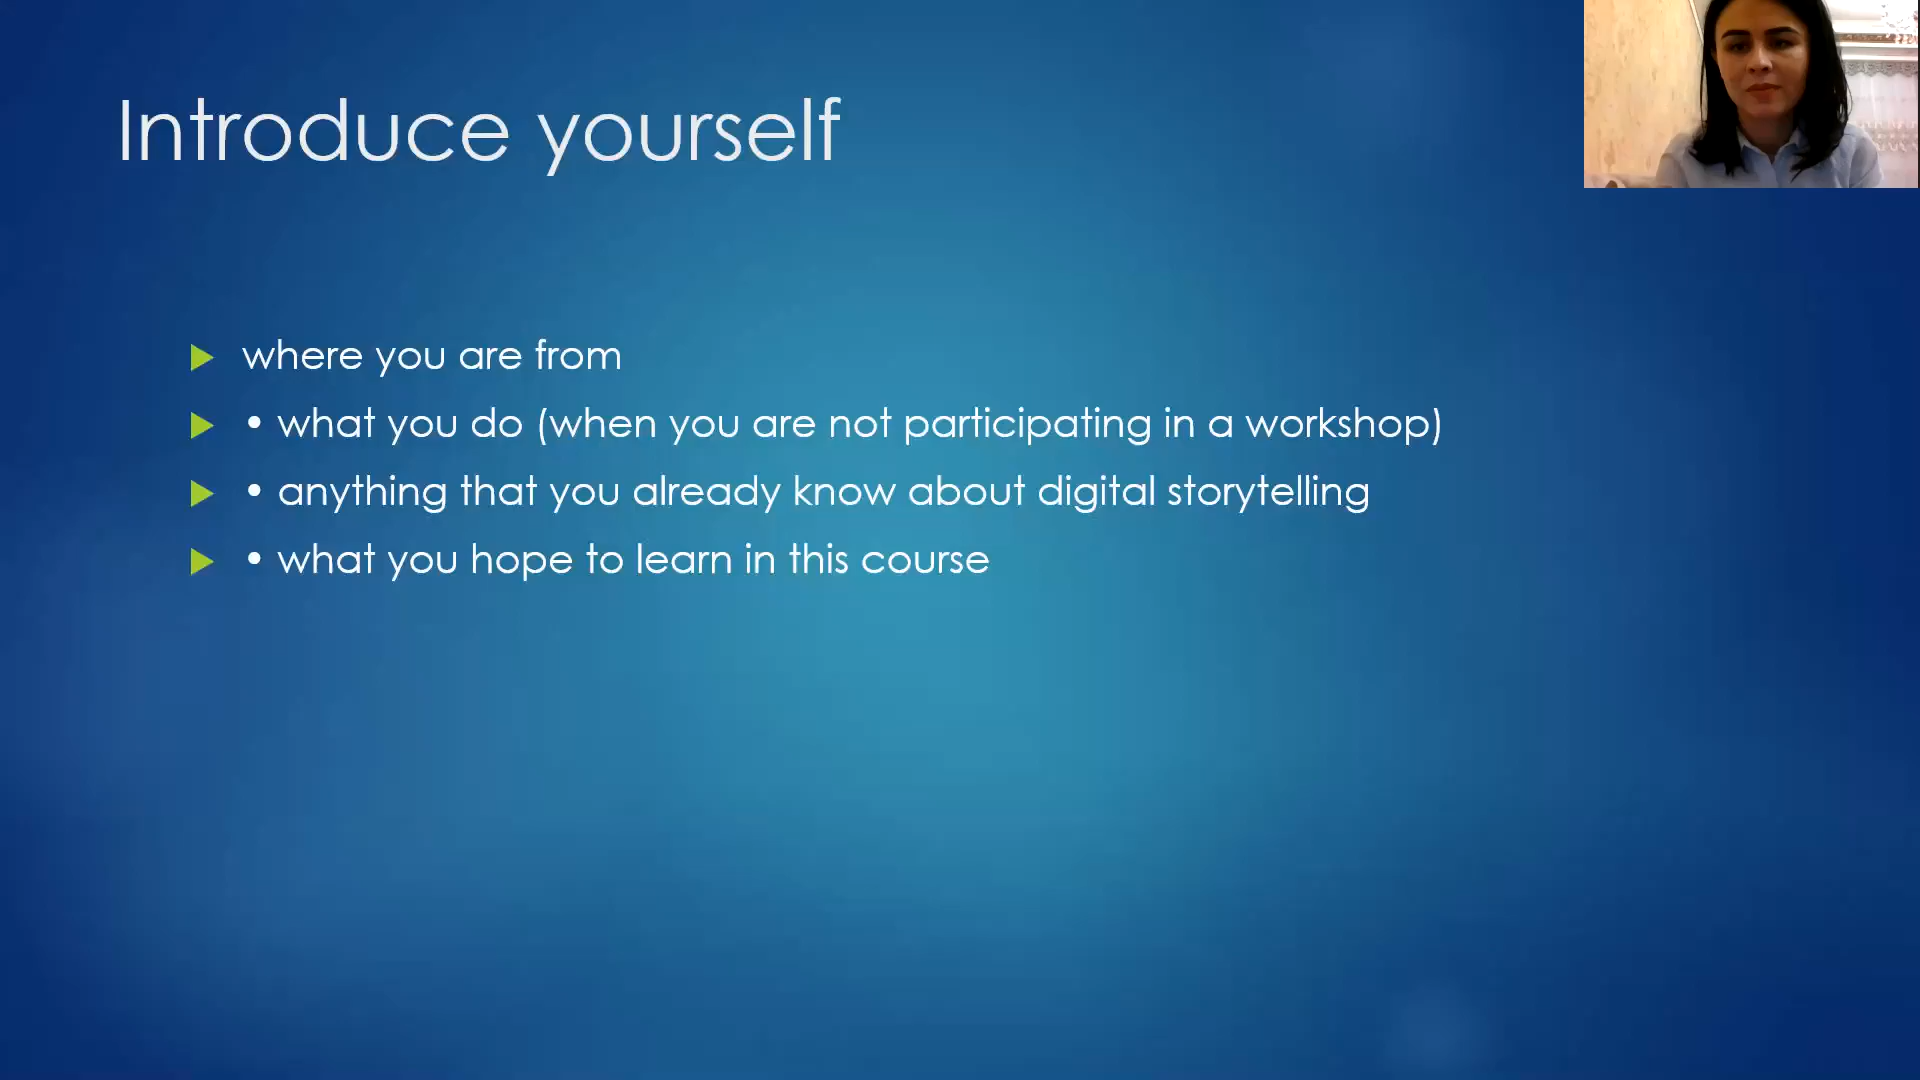 Introduce yourself
where you are from
• what you do (when you are not participating in a workshop)
• anything that you already know about digital storytelling
• what you hope to learn in this course